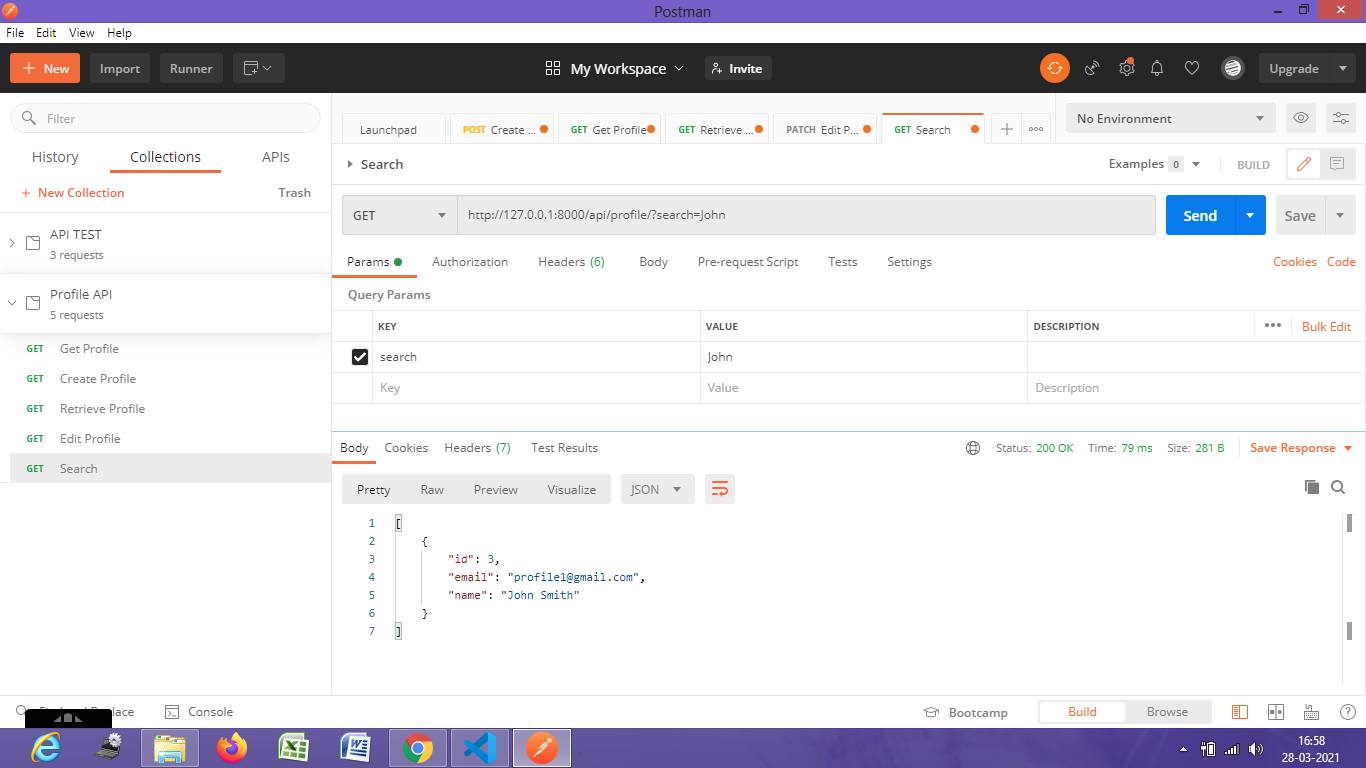 Postman
File Edit View Help
+ New Import Runner My Workspace Invite Upgrade
Filter
History Collections APIs
+ New Collection Trash
API TEST
3 requests
Profile API
5 requests
GET Get Profile
GET Create Profile
GET Retrieve Profile
GET Edit Profile
GET Search
Launchpad POST Create ... GET Get Profile GET Retrieve ... PATCH Edit P... GET Search + No Environment
Search Examples 0 BUILD
GET http://127.0.0.1:8000/api/profile/?search=John Send Save
Params Authorization Headers (6) Body Pre-request Script Tests Settings Cookies Code
Query Params
KEY VALUE DESCRIPTION Bulk Edit
search John
Key Value Description
Body Cookies Headers (7) Test Results Status: 200 OK Time: 79 ms Size: 281 B Save Response
Pretty Raw Preview Visualize JSON
1 [
2 {
3 "id": 3,
4 "email": "profile1@gmail.com",
5 "name": "John Smith"
6 }
7 ]
Console Bootcamp Build Browse
16:58
28-03-2021